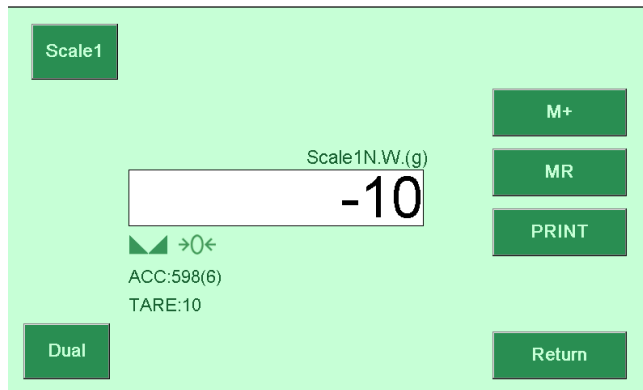 Scale1
M+
Scale1N.W.(g)
MR
-10
PRINT
→0←
ACC:598(6)
TARE:10
Dual
Return